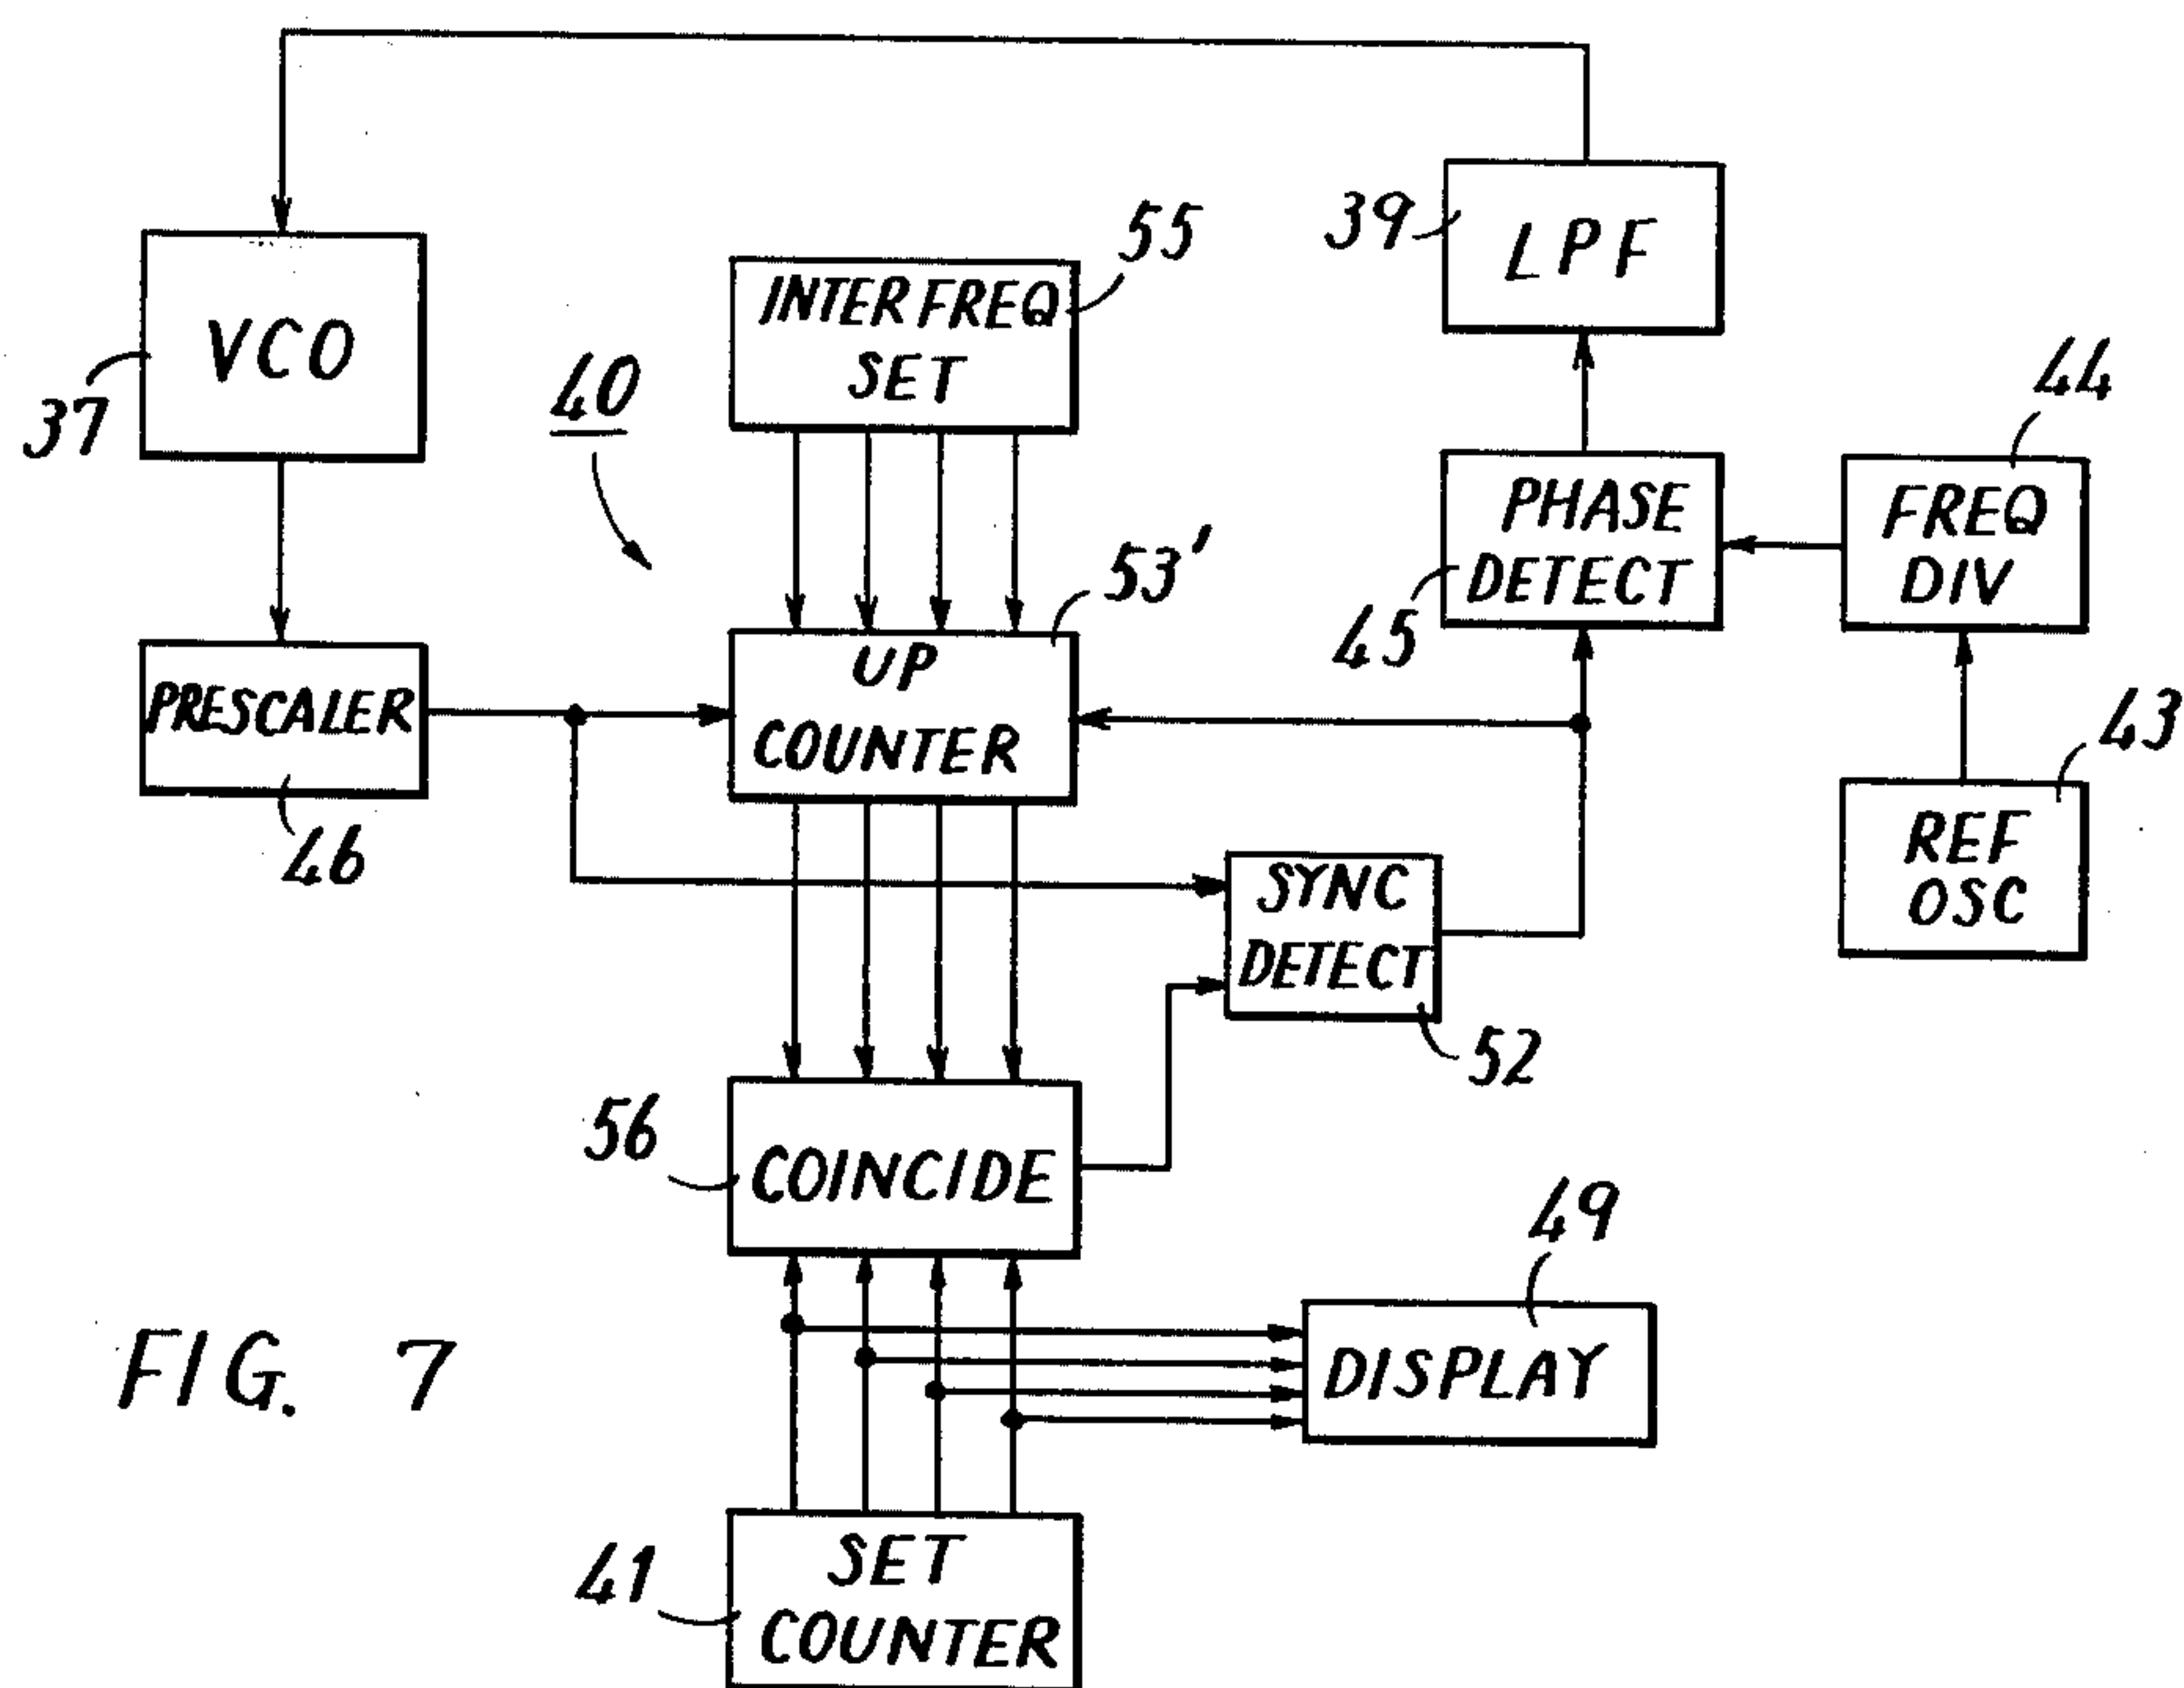 55
39
LPF
INTER FREQ
SET
VCO
40
44
37
PHASE
DETECT
FREQ
DIV
53'
45
UP
COUNTER
PRESCALER
43
46
SYNC
DETECT
REF
OSC
52
56
COINCIDE
49
DISPLAY
FIG. 7
41
SET
COUNTER